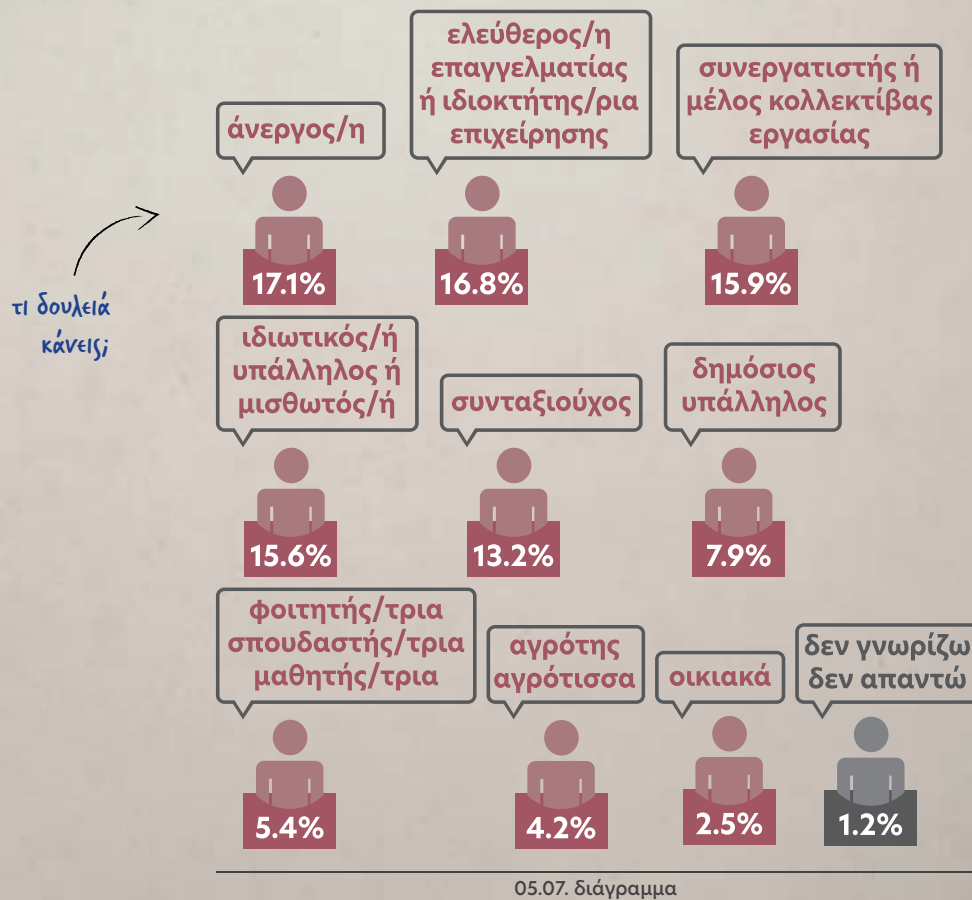 τι δουλειά
κάνεις;
άνεργος/η
17.1%
ελεύθερος/η
επαγγελματίας
ή ιδιοκτήτης/ρια
επιχείρησης
16.8%
συνεργατιστής ή
μέλος κολλεκτίβας
εργασίας
15.9%
ιδιωτικός/ή
υπάλληλος ή
μισθωτός/ή
15.6%
συνταξιούχος
13.2%
δημόσιος
υπάλληλος
7.9%
φοιτητής/τρια
σπουδαστής/τρια
μαθητής/τρια
5.4%
αγρότης
αγρότισσα
4.2%
οικιακά
2.5%
δεν γνωρίζω
δεν απαντώ
1.2%
05.07. διάγραμμα